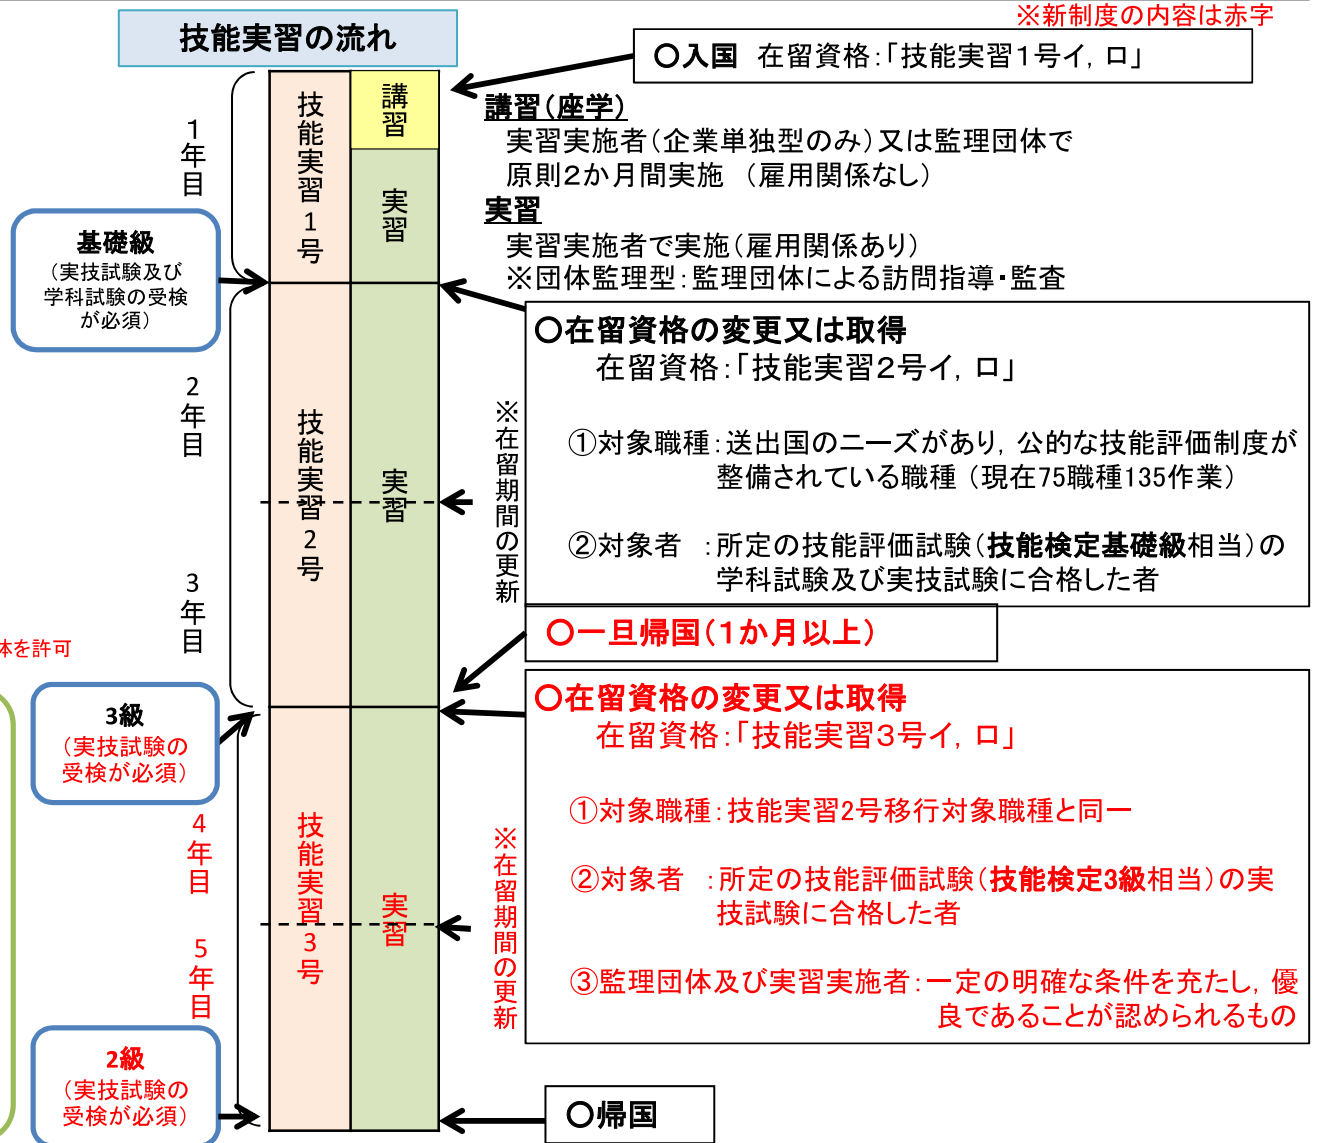 ※新制度の内容は赤字
技能実習の流れ
○入国　在留資格：「技能実習１号イ，ロ」
講習（座学）
実習実施者（企業単独型のみ）又は監理団体で
原則２か月間実施　（雇用関係なし）
実習
実習実施者で実施（雇用関係あり）
※団体監理型：監理団体による訪問指導・監査
１年目
技能実習１号
講習
実習
基礎級
（実技試験及び
学科試験の受検
が必須）
○在留資格の変更又は取得
在留資格：「技能実習２号イ，ロ」
①対象職種：送出国のニーズがあり，公的な技能評価制度が
整備されている職種（現在75職種135作業）
②対象者　：所定の技能評価試験（技能検定基礎級相当）の
学科試験及び実技試験に合格した者
２年目
３年目
技能実習２号
実習
※在留期間の更新
○一旦帰国（１か月以上）
体を許可
3級
（実技試験の
受検が必須）
○在留資格の変更又は取得
在留資格：「技能実習３号イ，ロ」
①対象職種：技能実習2号移行対象職種と同一
②対象者　：所定の技能評価試験（技能検定3級相当）の実
技試験に合格した者
③監理団体及び実習実施者：一定の明確な条件を充たし，優
良であることが認められるもの
４年目
５年目
技能実習３号
実習
※在留期間の更新
2級
（実技試験の
受検が必須）
○帰国